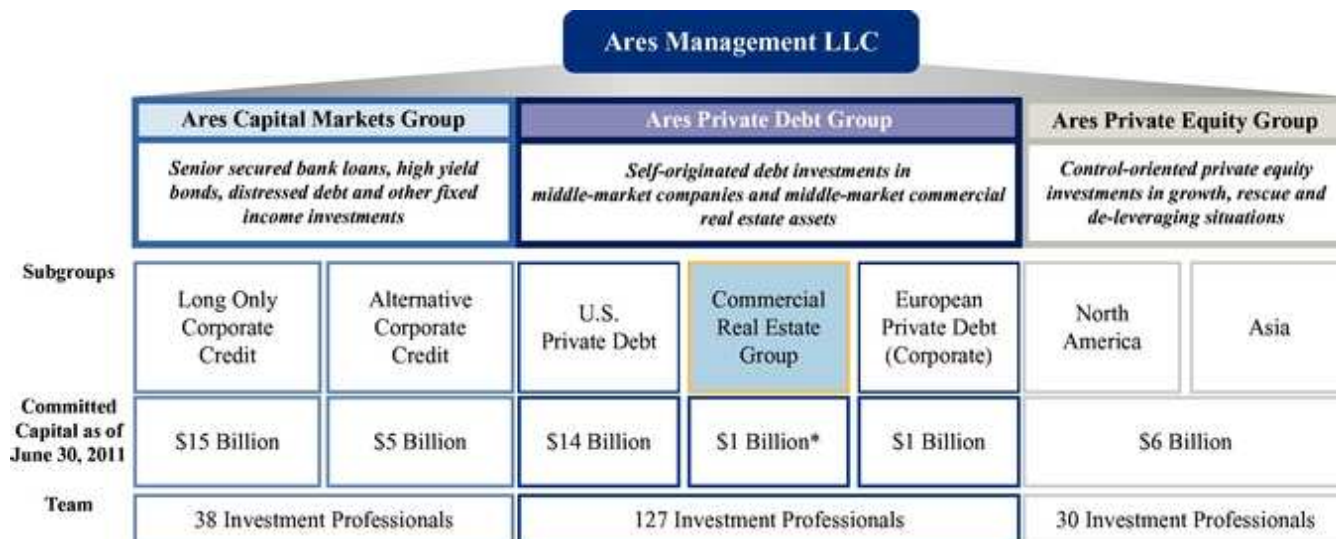 Ares Management LLC
Ares Capital Markets Group
Senior secured bank loans, high yield
bonds, distressed debt and other fixed
income investments
Ares Private Debt Group
Self-originated debt investments in
middle-market companies and middle-market commercial
real estate assets
Ares Private Equity Group
Control-oriented private equity
investments in growth, rescue and
de-leveraging situations
Subgroups
Long Only
Corporate
Credit
Alternative
Corporate
Credit
U.S.
Private Debt
Commercial
Real Estate
Group
European
Private Debt
(Corporate)
North
America
Asia
Committed
Capital as of
June 30, 2011
$15 Billion
$5 Billion
$14 Billion
$1 Billion*
$1 Billion
$6 Billion
Team
38 Investment Professionals
127 Investment Professionals
30 Investment Professionals